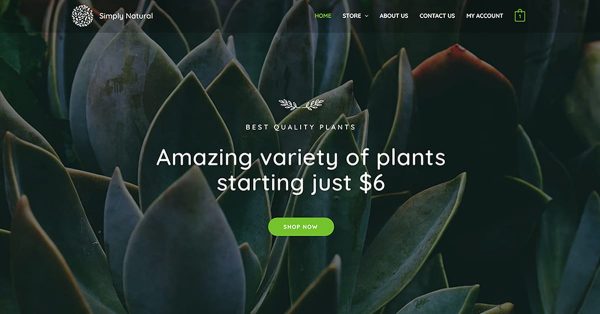 Simply Natural
HOME STORE ABOUT US CONTACT US MY ACCOUNT 1
BEST QUALITY PLANTS
Amazing variety of plants
starting just $6
SHOP NOW